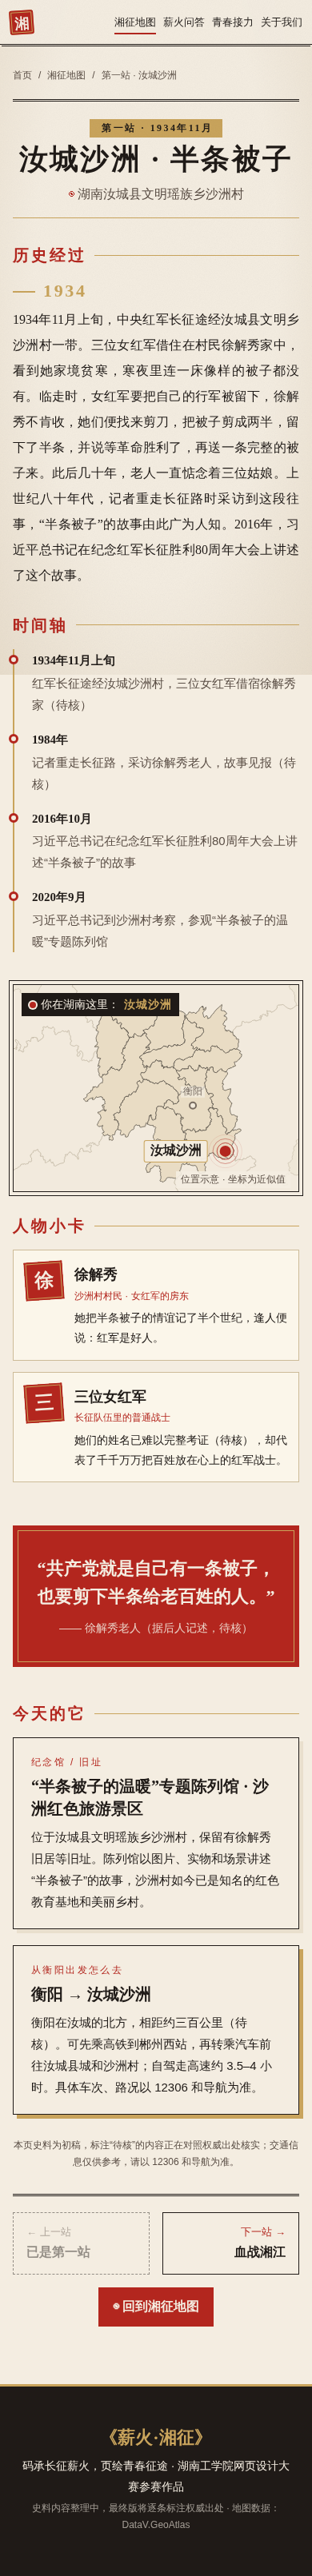 湘
湘征地图 薪火问答 青春接力 关于我们
首页 / 湘征地图 / 第一站 · 汝城沙洲
第一站 · 1934年11月
汝城沙洲 · 半条被子
湖南汝城县文明瑶族乡沙洲村
历史经过
1934
1934年11月上旬，中央红军长征途经汝城县文明乡
沙洲村一带。三位女红军借住在村民徐解秀家中，
看到她家境贫寒，寒夜里连一床像样的被子都没
有。临走时，女红军要把自己的行军被留下，徐解
秀不肯收，她们便找来剪刀，把被子剪成两半，留
下了半条，并说等革命胜利了，再送一条完整的被
子来。此后几十年，老人一直惦念着三位姑娘。上
世纪八十年代，记者重走长征路时采访到这段往
事，“半条被子”的故事由此广为人知。2016年，习
近平总书记在纪念红军长征胜利80周年大会上讲述
了这个故事。
时间轴
1934年11月上旬
红军长征途经汝城沙洲村，三位女红军借宿徐解秀
家（待核）
1984年
记者重走长征路，采访徐解秀老人，故事见报（待
核）
2016年10月
习近平总书记在纪念红军长征胜利80周年大会上讲
述“半条被子”的故事
2020年9月
习近平总书记到沙洲村考察，参观“半条被子的温
暖”专题陈列馆
你在湖南这里： 汝城沙洲
衡阳
汝城沙洲
位置示意 · 坐标为近似值
人物小卡
徐
徐解秀
沙洲村村民 · 女红军的房东
她把半条被子的情谊记了半个世纪，逢人便
说：红军是好人。
三
三位女红军
长征队伍里的普通战士
她们的姓名已难以完整考证（待核），却代
表了千千万万把百姓放在心上的红军战士。
“共产党就是自己有一条被子，
也要剪下半条给老百姓的人。”
—— 徐解秀老人（据后人记述，待核）
今天的它
纪念馆 / 旧址
“半条被子的温暖”专题陈列馆 · 沙
洲红色旅游景区
位于汝城县文明瑶族乡沙洲村，保留有徐解秀
旧居等旧址。陈列馆以图片、实物和场景讲述
“半条被子”的故事，沙洲村如今已是知名的红色
教育基地和美丽乡村。
从衡阳出发怎么去
衡阳 → 汝城沙洲
衡阳在汝城的北方，相距约三百公里（待
核）。可先乘高铁到郴州西站，再转乘汽车前
往汝城县城和沙洲村；自驾走高速约 3.5–4 小
时。具体车次、路况以 12306 和导航为准。
本页史料为初稿，标注“待核”的内容正在对照权威出处核实；交通信
息仅供参考，请以 12306 和导航为准。
← 上一站
已是第一站
下一站 →
血战湘江
回到湘征地图
《薪火·湘征》
码承长征薪火，页绘青春征途 · 湖南工学院网页设计大
赛参赛作品
史料内容整理中，最终版将逐条标注权威出处 · 地图数据：
DataV.GeoAtlas